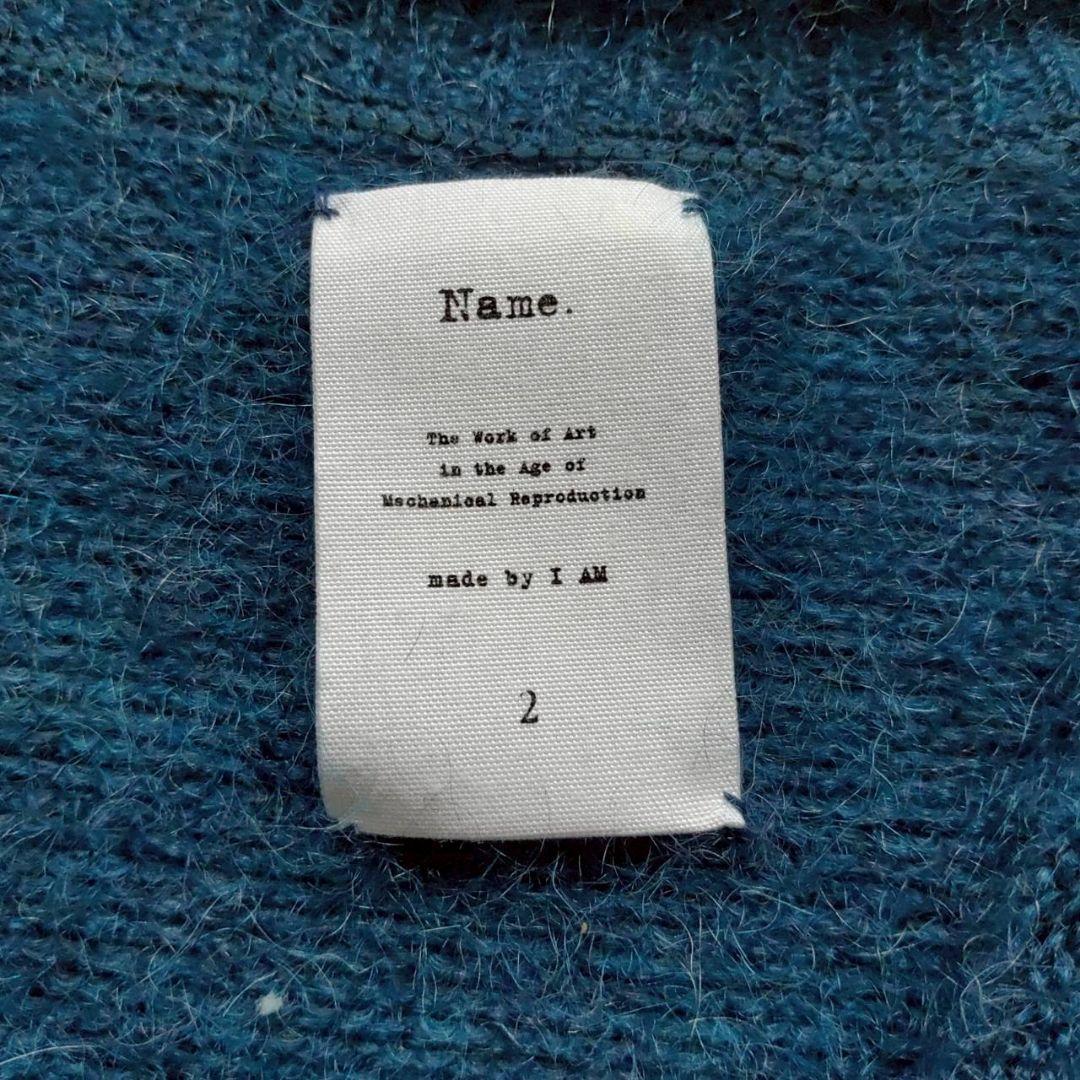 Name.
The Work of Art
in the Age of
Mechanical Reproduction
made by I AM
2